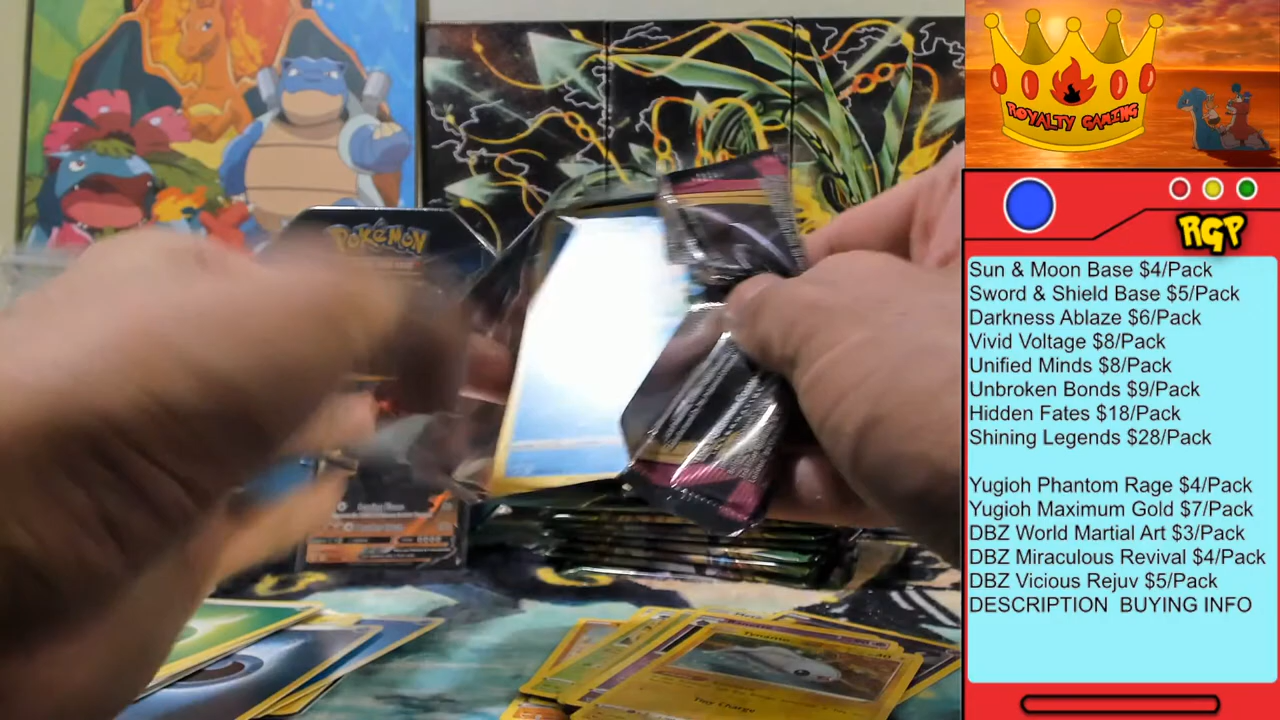 ROYALTY GAMING
RGP
Sun & Moon Base $4/Pack
Sword & Shield Base $5/Pack
Darkness Ablaze $6/Pack
Vivid Voltage $8/Pack
Unified Minds $8/Pack
Unbroken Bonds $9/Pack
Hidden Fates $18/Pack
Shining Legends $28/Pack
Yugioh Phantom Rage $4/Pack
Yugioh Maximum Gold $7/Pack
DBZ World Martial Art $3/Pack
DBZ Miraculous Revival $4/Pack
DBZ Vicious Rejuv $5/Pack
DESCRIPTION BUYING INFO
POKéMON
Tynamo
Tiny Charge